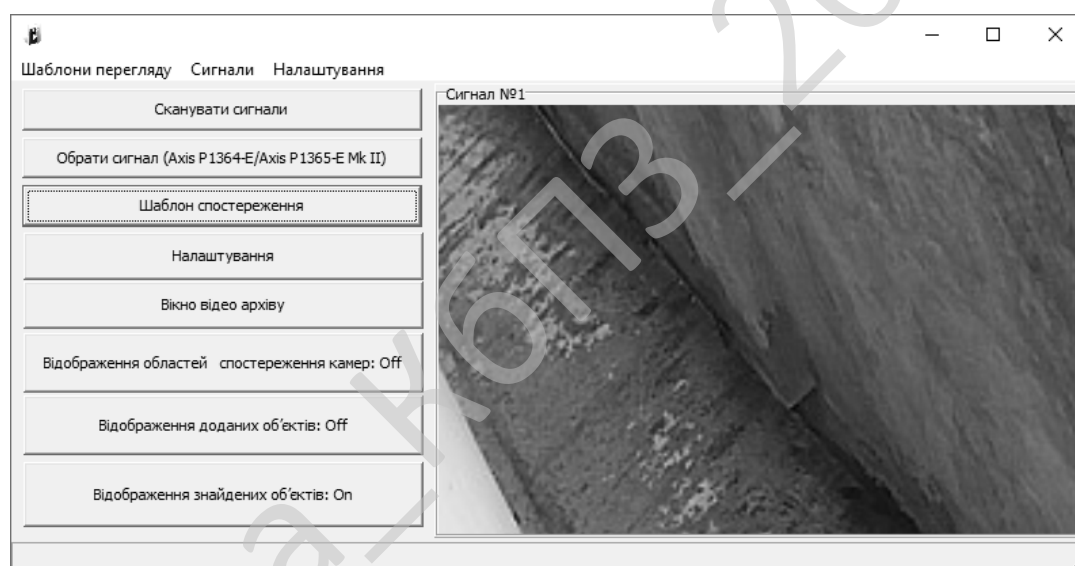 Шаблони перегляду Сигнали Налаштування
Сканувати сигнали
Обрати сигнал (Axis P1364-E/Axis P1365-E Mk II)
Шаблон спостереження
Налаштування
Вікно відео архіву
Відображення областей спостереження камер: Off
Відображення доданих об'єктів: Off
Відображення знайдених об'єктів: On
Сигнал №1
а_КбПЗ_20